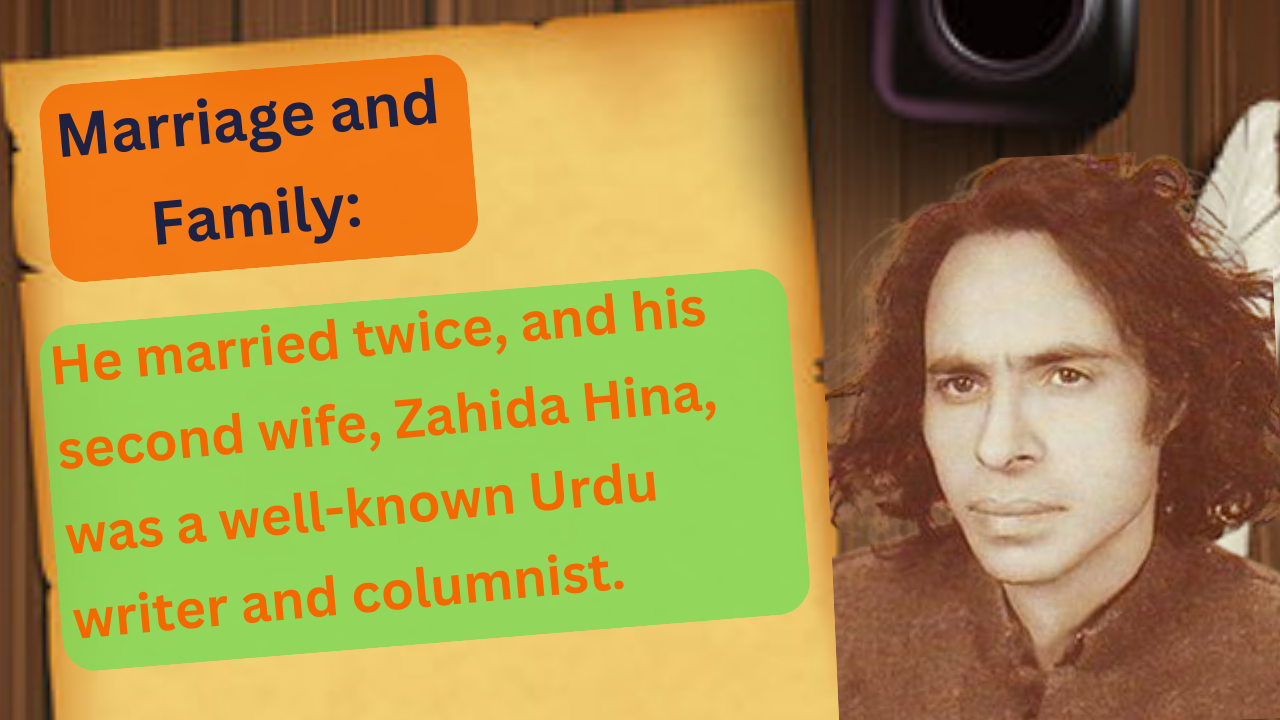 Marriage and
Family:
He married twice, and his
second wife, Zahida Hina,
was a well-known Urdu
writer and columnist.